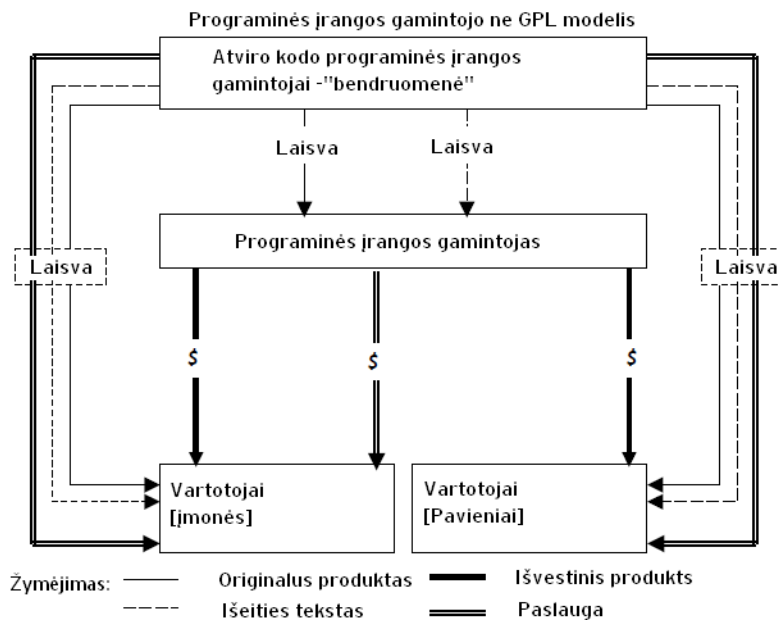 Programinės įrangos gamintojo ne GPL modelis
Atviro kodo programinės įrangos
gamintojai -"bendruomenė"
Laisva
Laisva
Programinės įrangos gamintojas
Laisva
Laisva
$
$
$
Vartotojai
[įmonės]
Vartotojai
[Pavieniai]
Žymėjimas:
Originalus produktas
Išvestinis produkts
Išeities tekstas
Paslauga